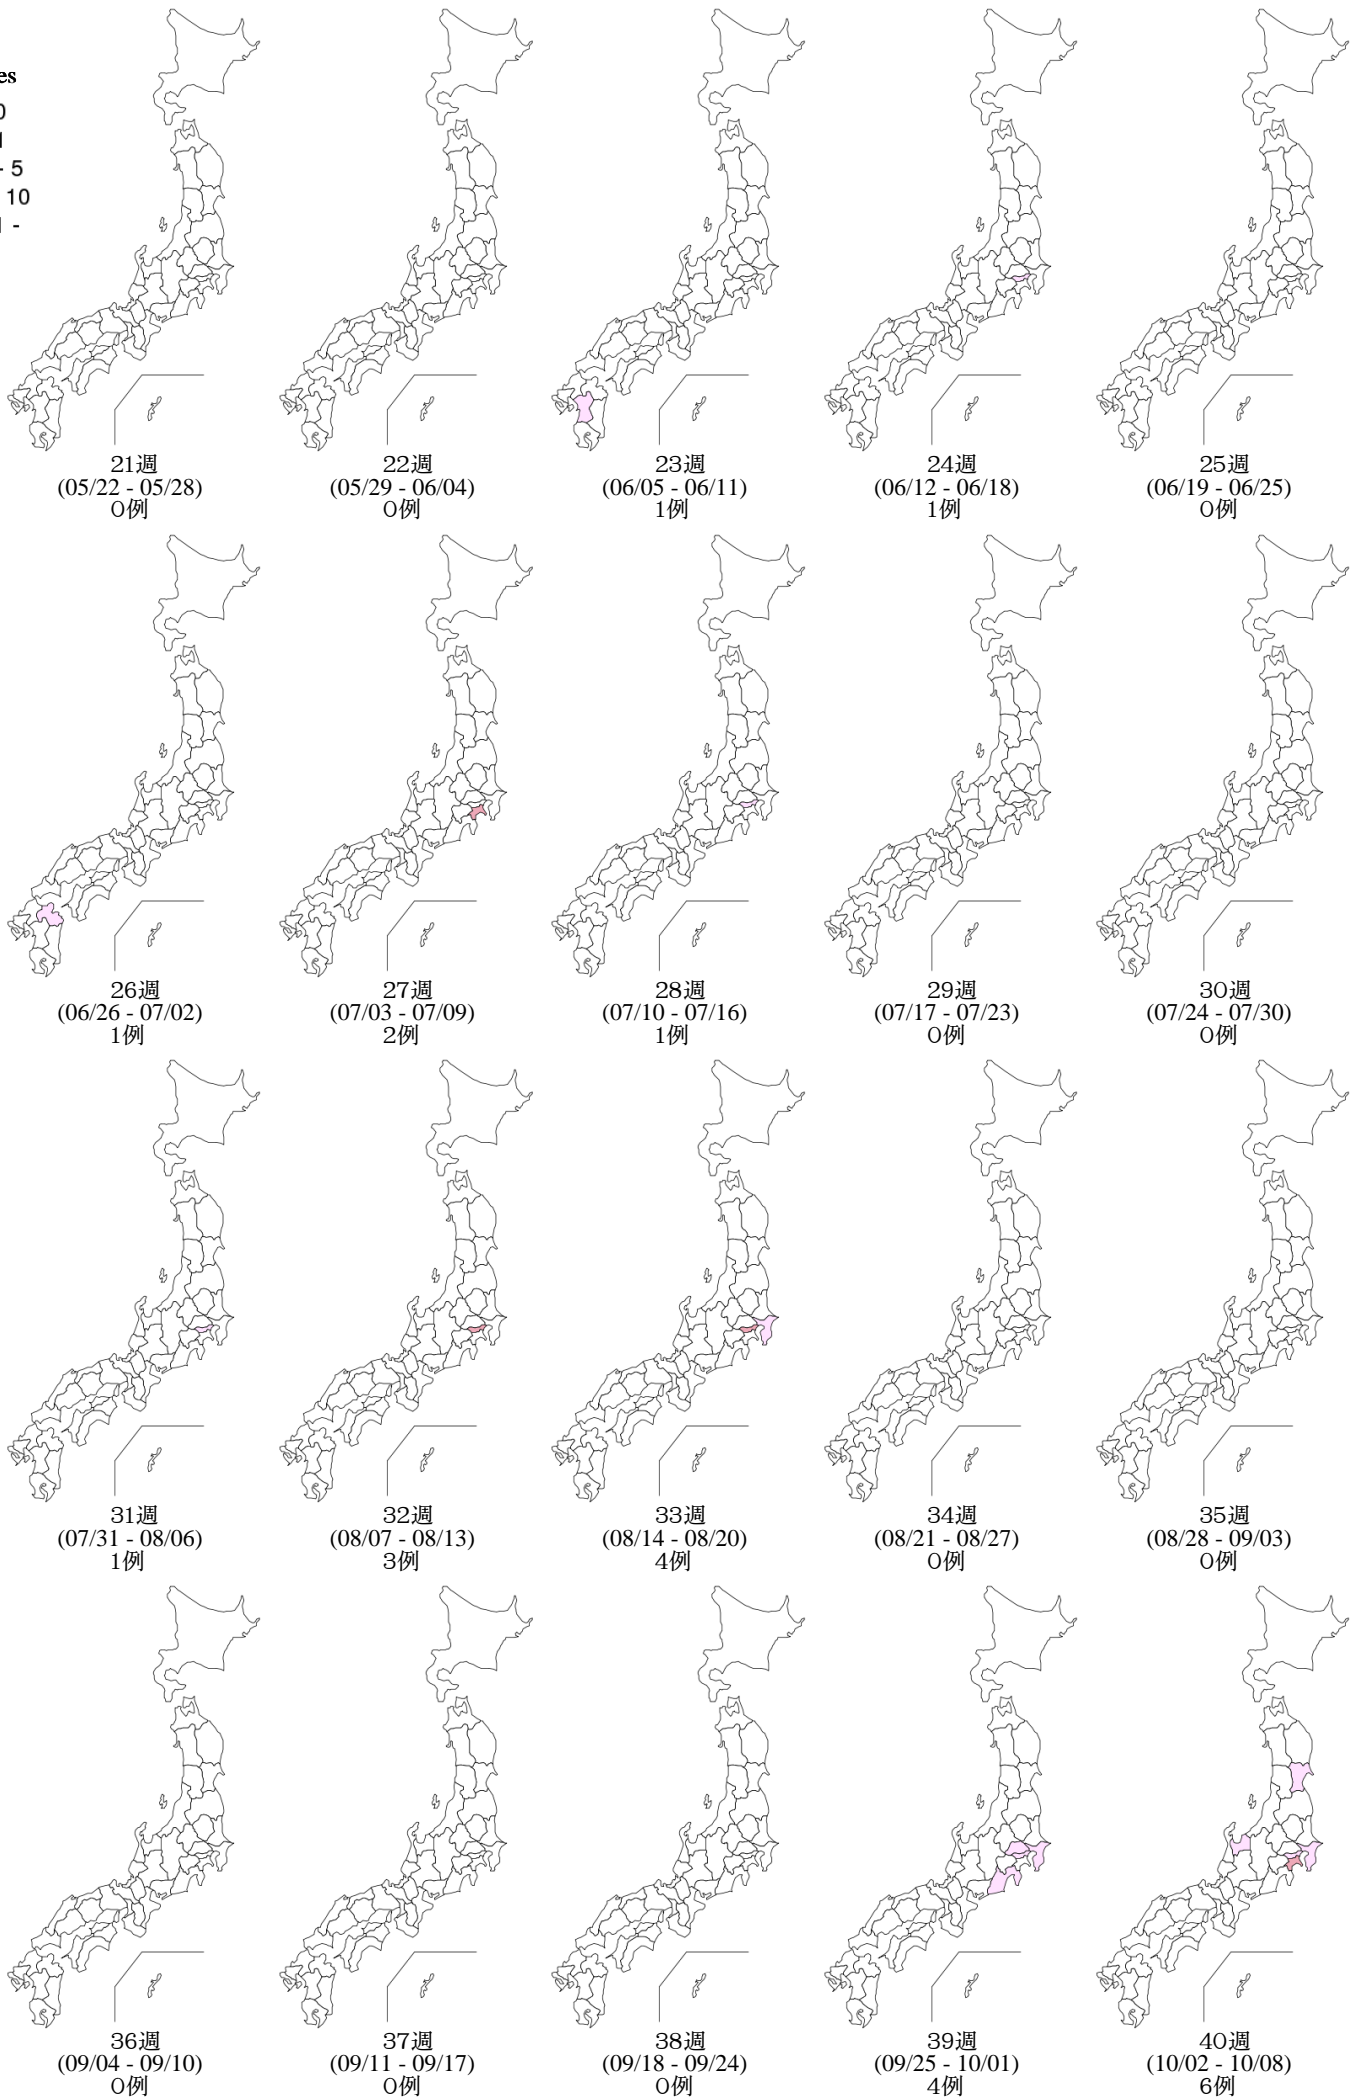 es
0
1
- 5
10
-
21週
(05/22 - 05/28)
0例
22週
(05/29 - 06/04)
0例
23週
(06/05 - 06/11)
1例
24週
(06/12 - 06/18)
1例
25週
(06/19 - 06/25)
0例
26週
(06/26 - 07/02)
1例
27週
(07/03 - 07/09)
2例
28週
(07/10 - 07/16)
1例
29週
(07/17 - 07/23)
0例
30週
(07/24 - 07/30)
0例
31週
(07/31 - 08/06)
1例
32週
(08/07 - 08/13)
3例
33週
(08/14 - 08/20)
4例
34週
(08/21 - 08/27)
0例
35週
(08/28 - 09/03)
0例
36週
(09/04 - 09/10)
0例
37週
(09/11 - 09/17)
0例
38週
(09/18 - 09/24)
0例
39週
(09/25 - 10/01)
4例
40週
(10/02 - 10/08)
6例